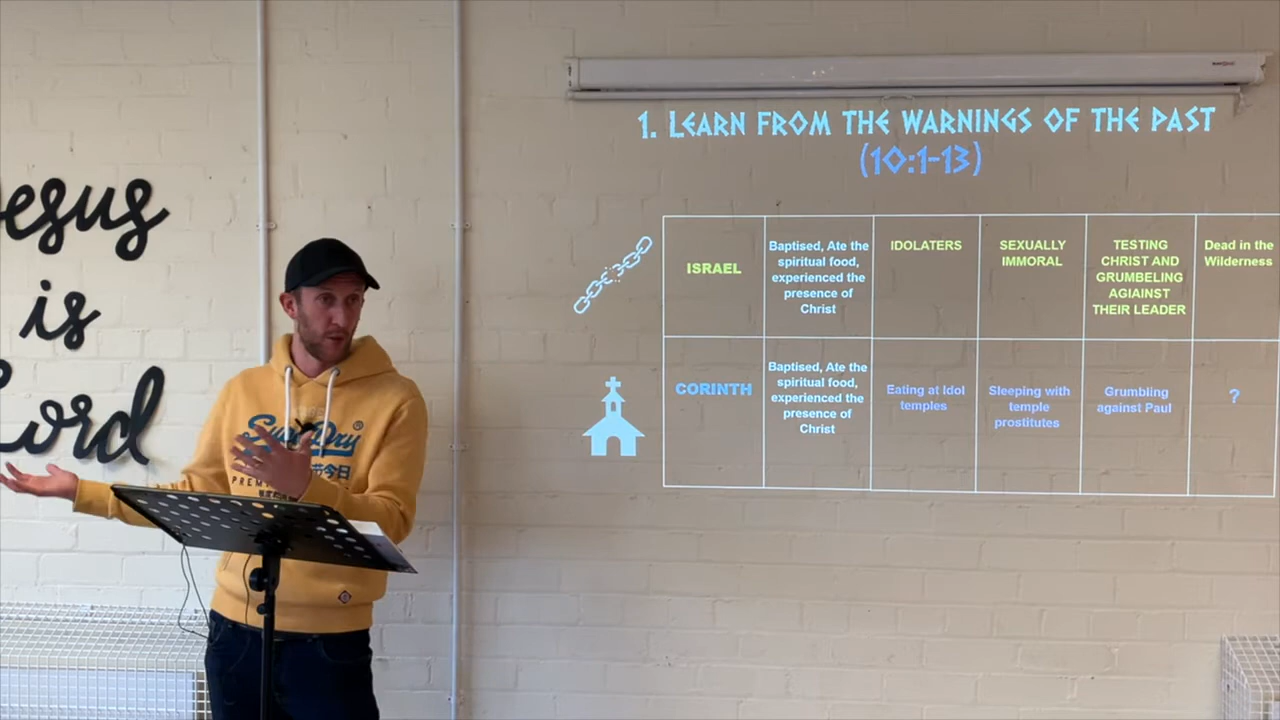 1. LEARN FROM THE WARNINGS OF THE PAST
(10:1-13)
esus
is
Lord
ISRAEL
Baptised, Ate the
spiritual food,
experienced the
presence of
Christ
IDOLATERS
SEXUALLY
IMMORAL
TESTING
CHRIST AND
GRUMBELING
AGIAINST
THEIR LEADER
Dead in the
Wilderness
CORINTH
Baptised, Ate the
spiritual food,
experienced the
presence of
Christ
Eating at Idol
temples
Sleeping with
temple
prostitutes
Grumbling
against Paul
?
Superdry